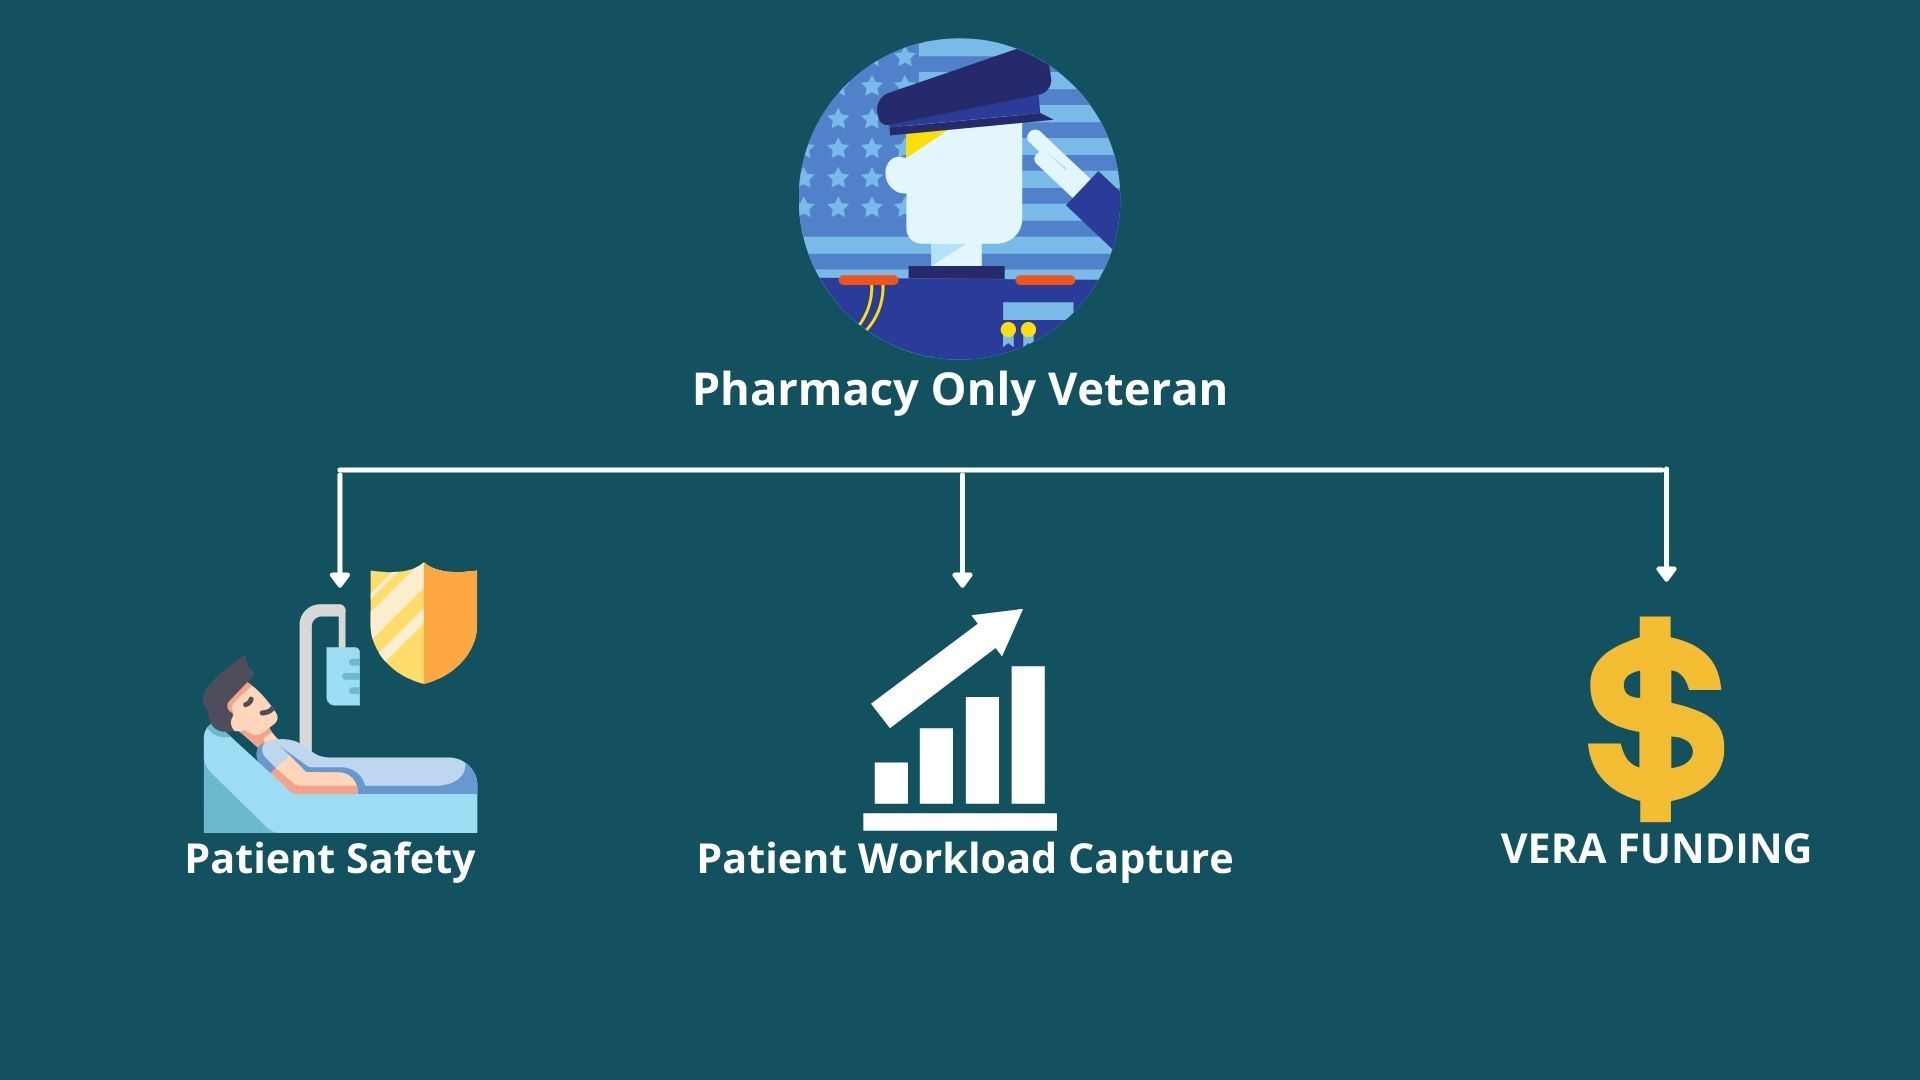 Pharmacy Only Veteran
Patient Safety
Patient Workload Capture
VERA FUNDING